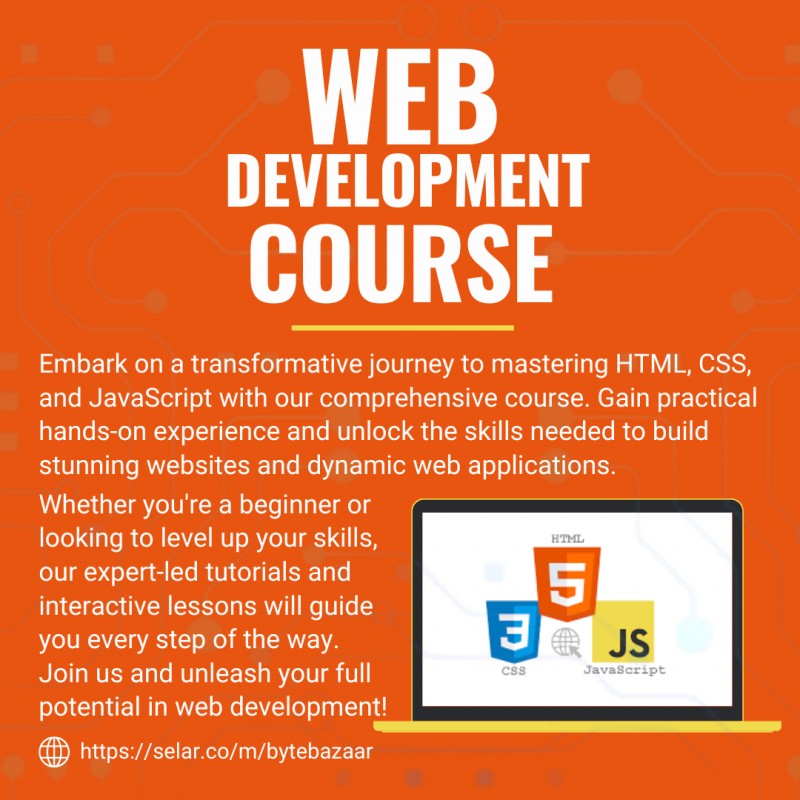 WEB
DEVELOPMENT
COURSE
Embark on a transformative journey to mastering HTML, CSS,
and JavaScript with our comprehensive course. Gain practical
hands-on experience and unlock the skills needed to build
stunning websites and dynamic web applications.
Whether you're a beginner or
looking to level up your skills,
our expert-led tutorials and
interactive lessons will guide
you every step of the way.
Join us and unleash your full
potential in web development!
HTML
5
3
JS
CSS
JavaScript
https://selar.co/m/bytebazaar